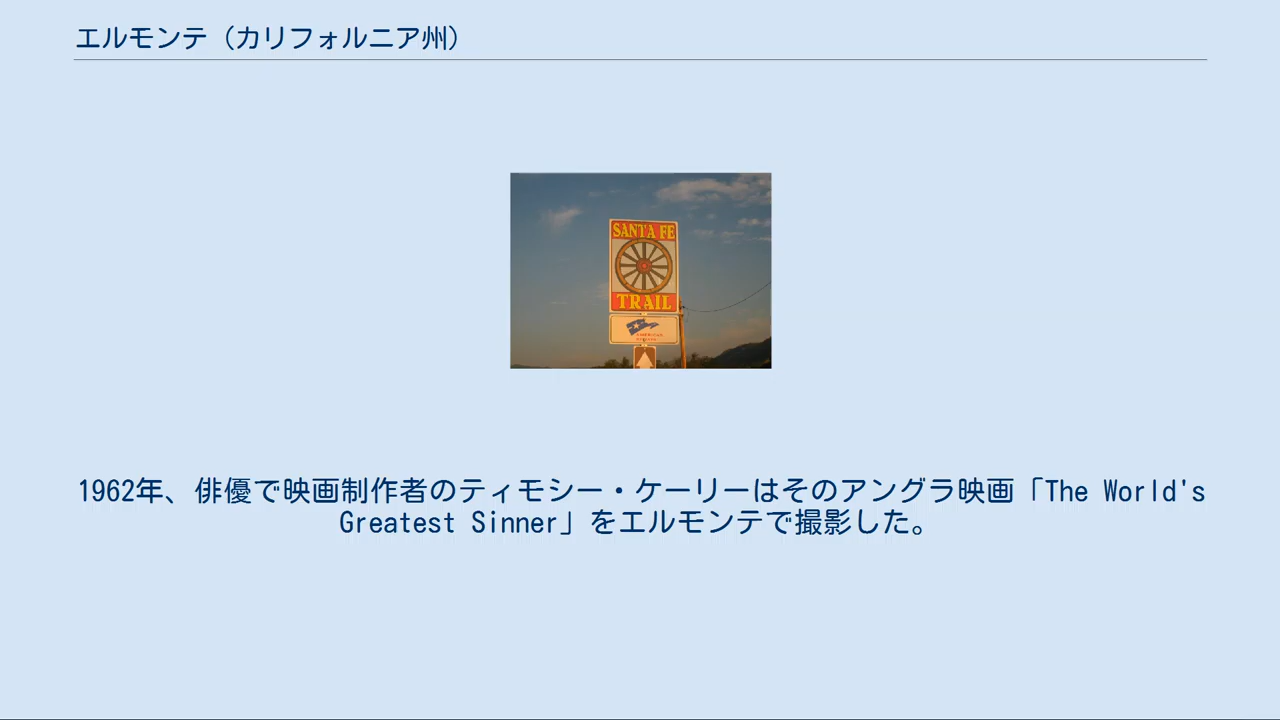 エルモンテ（カリフォルニア州）
SANTA FE
TRAIL
AMERICAN
1962年、俳優で映画制作者のティモシー・ケーリーはそのアングラ映画「The World's
Greatest Sinner」をエルモンテで撮影した。